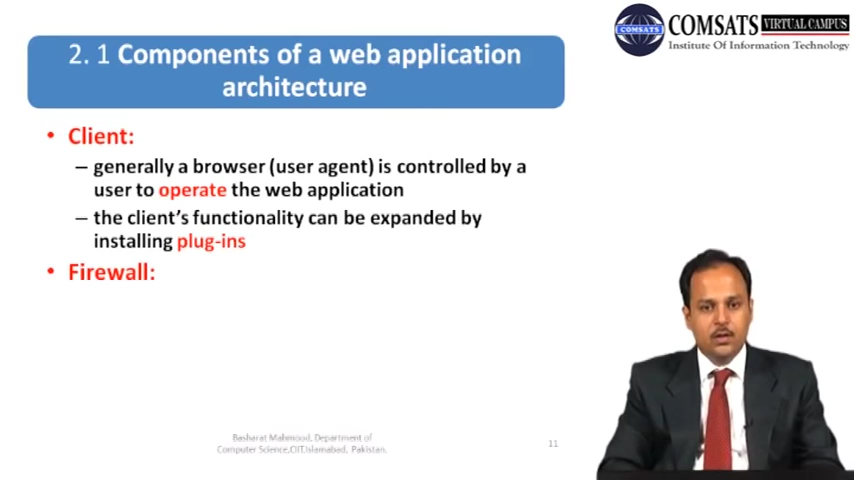 COMSATS VIRTUAL CAMPUS
COMSATS
Institute Of Information Technology
2. 1 Components of a web application
architecture
• Client:
– generally a browser (user agent) is controlled by a
user to operate the web application
– the client's functionality can be expanded by
installing plug-ins
• Firewall:
Basharat Mahmood, Department of
Computer Science,CIIT,Islamabad, Pakistan.
11